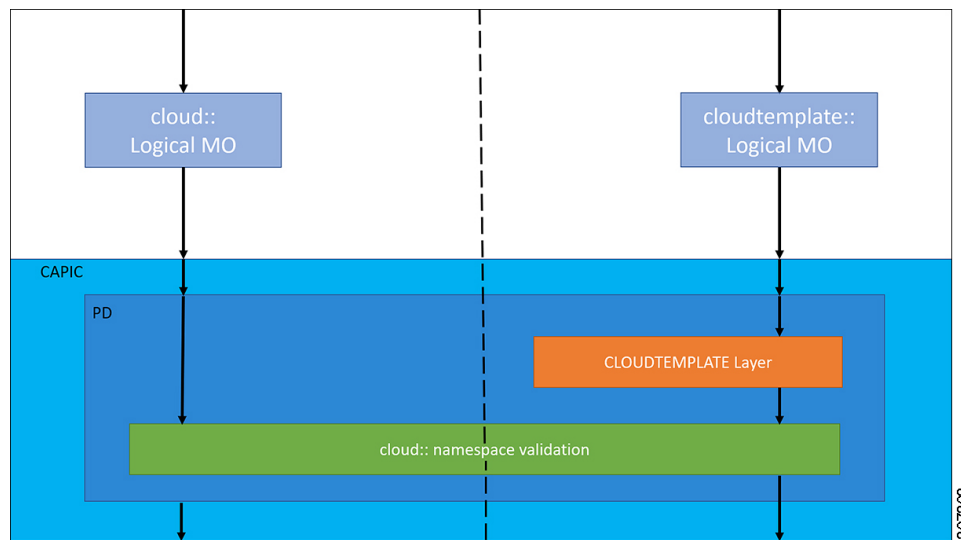 cloud::
Logical MO
cloudtemplate::
Logical MO
CAPIC
PD
CLOUDTEMPLATE Layer
cloud:: namespace validation